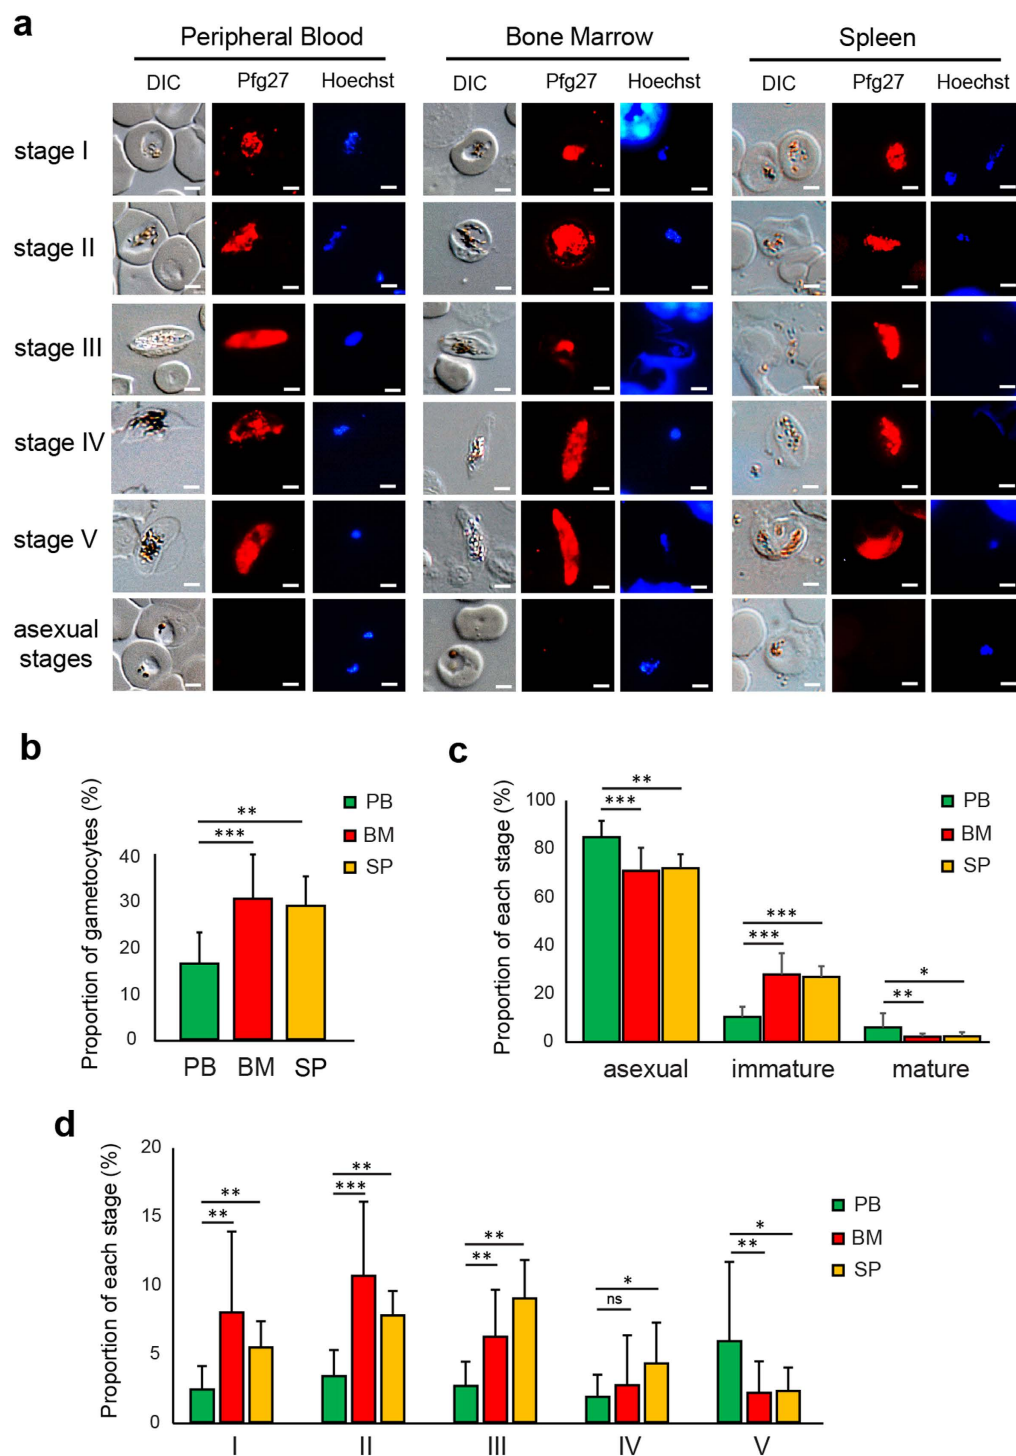 a
Peripheral Blood Bone Marrow Spleen
DIC Pfg27 Hoechst DIC Pfg27 Hoechst DIC Pfg27 Hoechst
stage I
stage II
stage III
stage IV
stage V
asexual
stages
b
Proportion of gametocytes (%)
40
30
20
10
0
** 
***
PB
BM
SP
PB BM SP
c
Proportion of each stage (%)
100
80
60
40
20
0
**
***
***
***
*
**
PB
BM
SP
asexual immature mature
d
Proportion of each stage (%)
20
15
10
5
0
**
**
**
***
**
**
*
ns
*
**
PB
BM
SP
I II III IV V